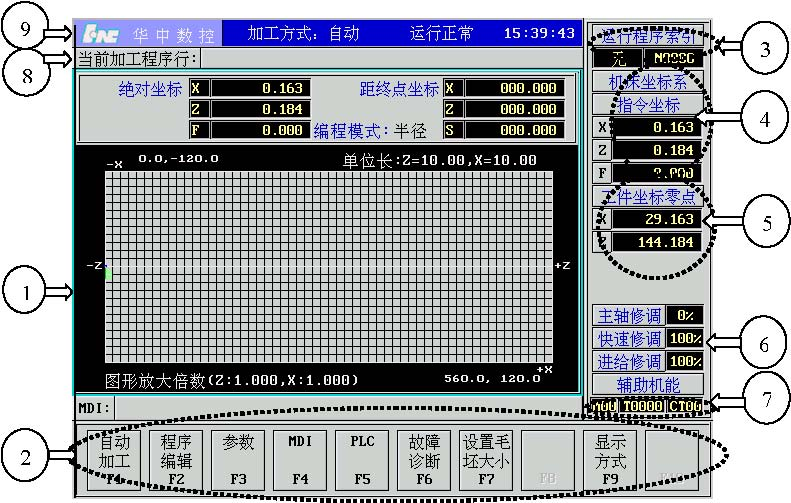 9
华中数控 加工方式：自动 运行正常 15:39:43
运行程序索引
3
8
当前加工程序行：
无 N0000
机床坐标系
绝对坐标 X 0.163 距终点坐标 X 000.000
指令坐标
4
Z 0.184 Z 000.000
X 0.163
F 0.000 编程模式：半径 S 000.000
Z 0.184
-X 0.0,-120.0 单位长：Z=10.00,X=10.00
F 0.000
工件坐标零点
X 29.163
5
Z 144.184
-Z +Z
1
主轴修调 0%
快速修调 100%
6
进给修调 100%
+X
图形放大倍数(Z:1.000,X:1.000) 560.0, 120.0
辅助机能
7
MDI:
M00 T0000 CT00
2
自动加工 F1
程序编辑 F2
参数 F3
MDI F4
PLC F5
故障诊断 F6
设置毛坯大小 F7
F8
显示方式 F9
F10